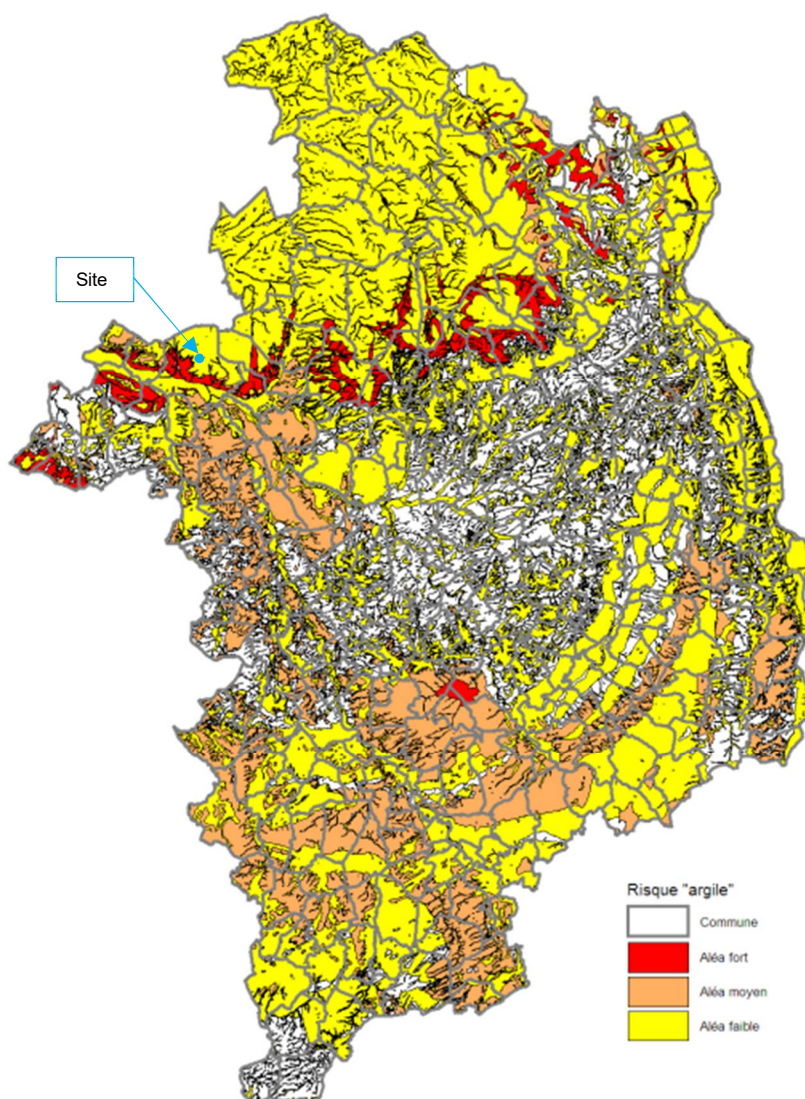 Site
Risque "argile"
Commune
Aléa fort
Aléa moyen
Aléa faible